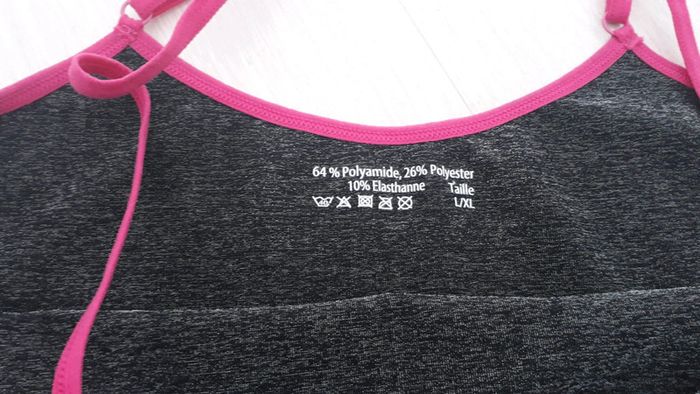 64 % Polyamide, 26% Polyester
10% Elasthanne Taille
L/XL